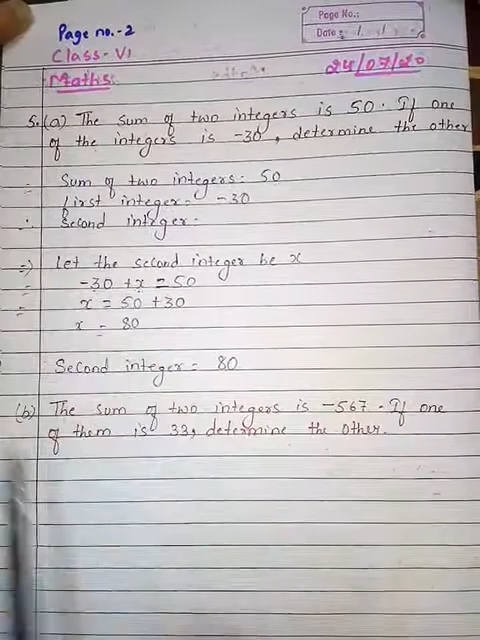 Page No.:
Date: / /
Page no.-2
Class-VI
Maths:
24/07/20
5.(a) The sum of two integers is 50. If one
of the integers is -30, determine the other
= Sum of two integers: 50
First integer= -30
∴ Second integer=
=) Let the second integer be x
= -30 +x = 50
= x = 50 +30
x = 80
Second integer= 80
(b) The sum of two integers is -567. If one
of them is 33, determine the other.